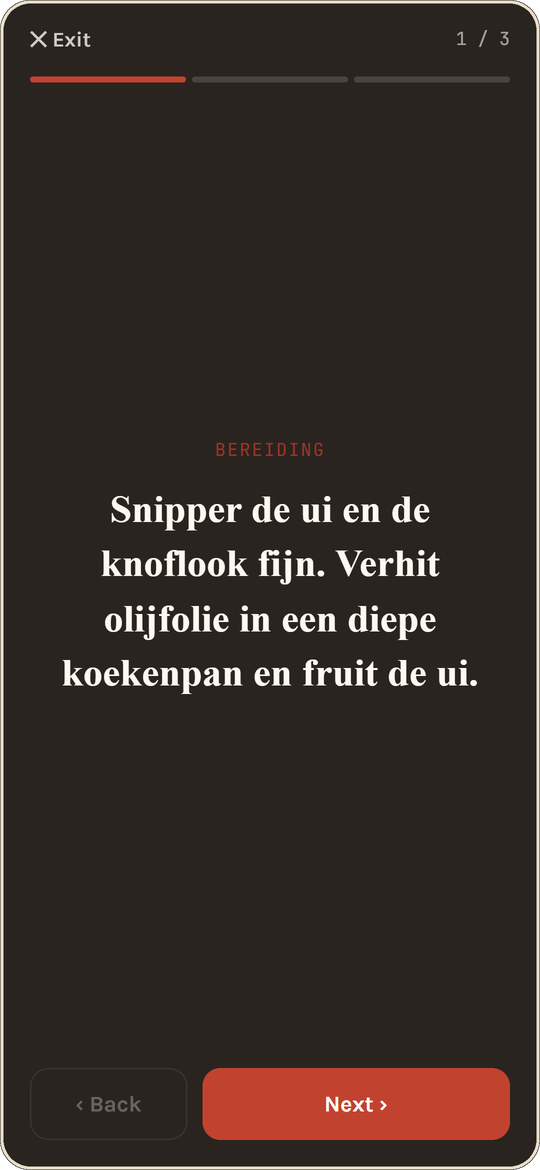 Exit
1 / 3
BEREIDING
Snipper de ui en de
knoflook fijn. Verhit
olijfolie in een diepe
koekenpan en fruit de ui.
‹ Back
Next ›